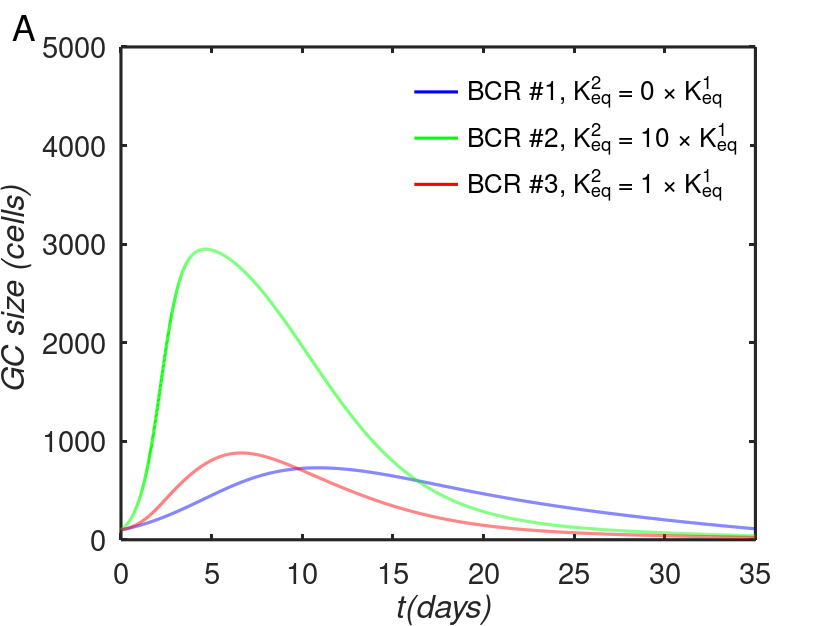 A
5000
4000
3000
2000
1000
0
GC size (cells)
BCR #1, K²eq = 0 × K¹eq
BCR #2, K²eq = 10 × K¹eq
BCR #3, K²eq = 1 × K¹eq
0 5 10 15 20 25 30 35
t(days)